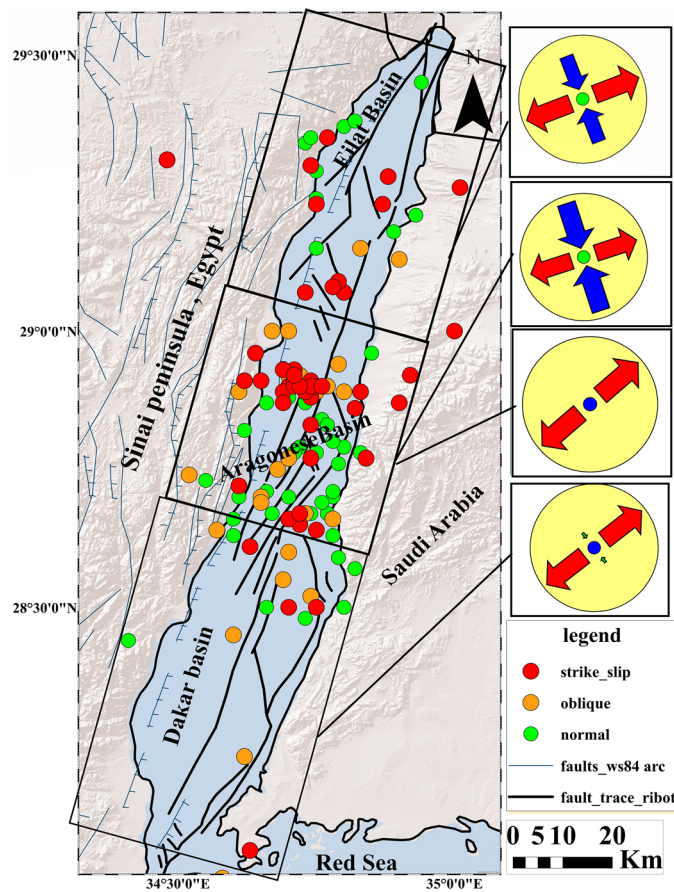 29°30'0"N
29°0'0"N
28°30'0"N
34°30'0"E
35°0'0"E
N
Eilat Basin
Sinai peninsula , Egypt
AragoneseBasin
Saudi Arabia
Dakar basin
Red Sea
legend
strike_slip
oblique
normal
faults_ws84 arc
fault_trace_ribot
0 5 10 20
Km